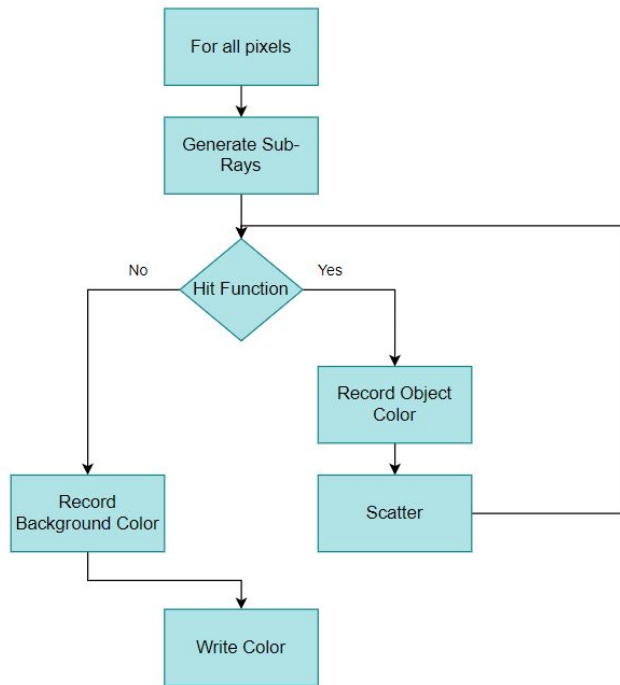 For all pixels
Generate Sub-
Rays
No
Yes
Hit Function
Record Object
Color
Record
Background Color
Scatter
Write Color